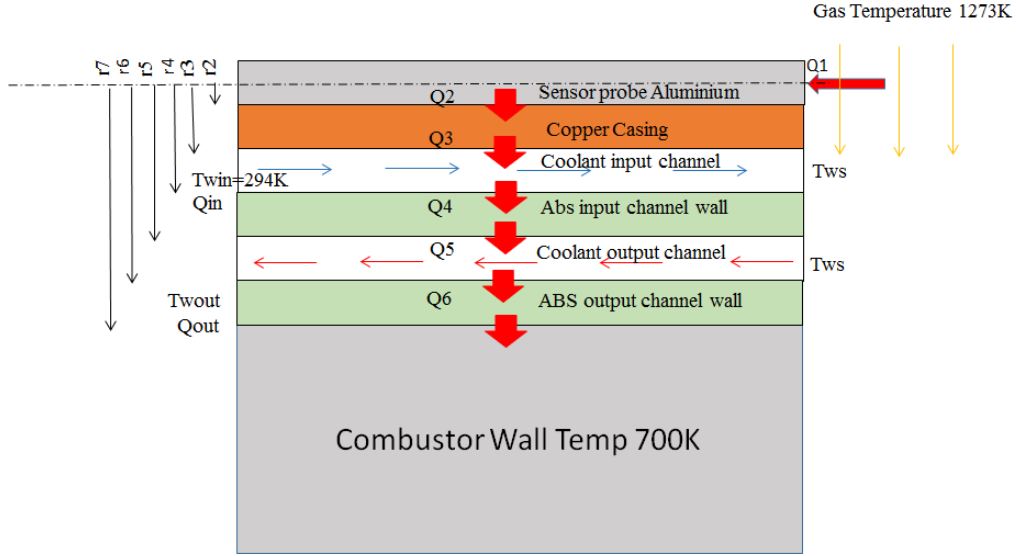 Gas Temperature 1273K
r7
r6
r5
r4
r3
r2
Q1
Q2
Sensor probe Aluminium
Copper Casing
Q3
Coolant input channel
Tws
Twin=294K
Qin
Q4
Abs input channel wall
Q5
Coolant output channel
Tws
Twout
Qout
Q6
ABS output channel wall
Combustor Wall Temp 700K